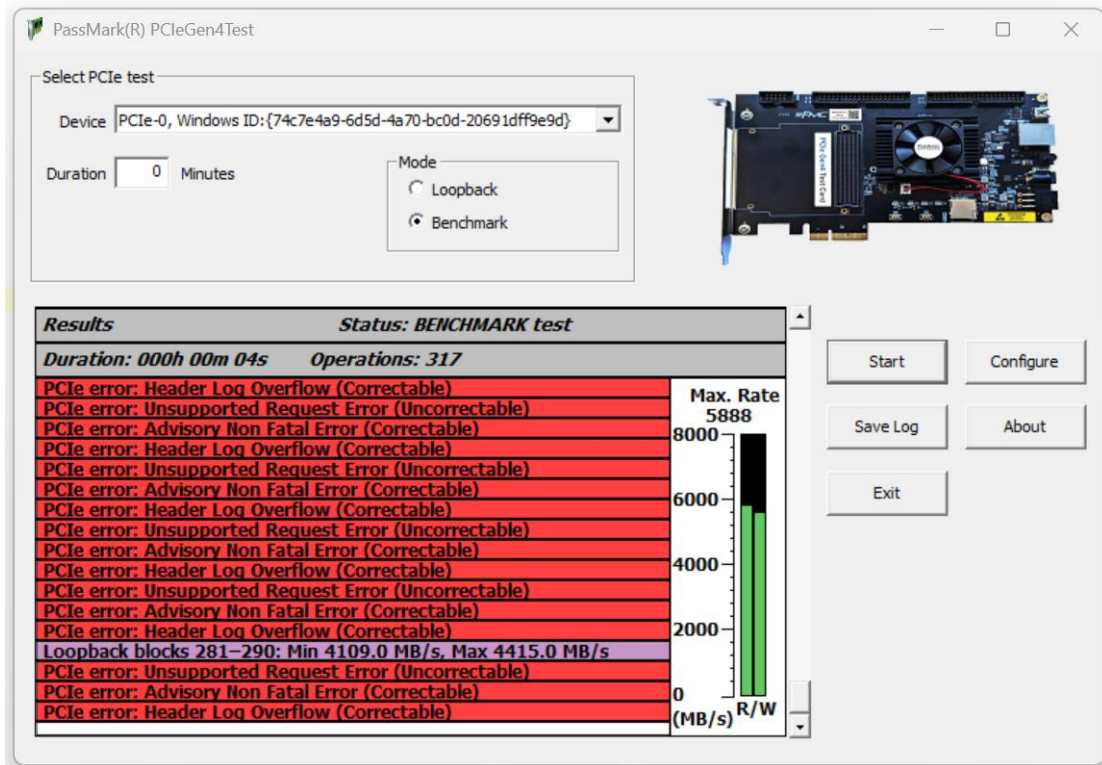 PassMark(R) PCIeGen4Test
Select PCIe test
Device PCIe-0, Windows ID:{74c7e4a9-6d5d-4a70-bc0d-20691dff9e9d}
Duration 0 Minutes
Mode
Loopback
Benchmark
PCIe Gen4 Test Card
Results Status: BENCHMARK test
Duration: 000h 00m 04s Operations: 317
PCIe error: Header Log Overflow (Correctable)
PCIe error: Unsupported Request Error (Uncorrectable)
PCIe error: Advisory Non Fatal Error (Correctable)
PCIe error: Header Log Overflow (Correctable)
PCIe error: Unsupported Request Error (Uncorrectable)
PCIe error: Advisory Non Fatal Error (Correctable)
PCIe error: Header Log Overflow (Correctable)
PCIe error: Unsupported Request Error (Uncorrectable)
PCIe error: Advisory Non Fatal Error (Correctable)
PCIe error: Header Log Overflow (Correctable)
PCIe error: Unsupported Request Error (Uncorrectable)
PCIe error: Advisory Non Fatal Error (Correctable)
PCIe error: Header Log Overflow (Correctable)
Loopback blocks 281–290: Min 4109.0 MB/s, Max 4415.0 MB/s
PCIe error: Unsupported Request Error (Uncorrectable)
PCIe error: Advisory Non Fatal Error (Correctable)
PCIe error: Header Log Overflow (Correctable)
Max. Rate
5888
8000
6000
4000
2000
0
(MB/s) R/W
Start
Configure
Save Log
About
Exit